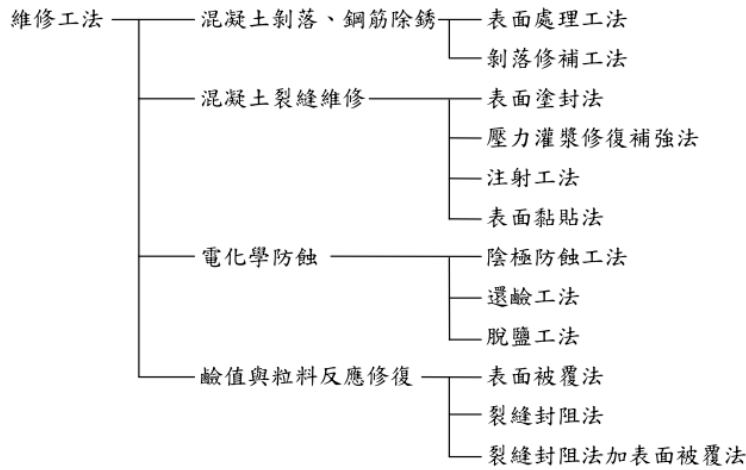 維修工法
混凝土剝落、鋼筋除銹
表面處理工法
剝落修補工法
混凝土裂縫維修
表面塗封法
壓力灌漿修復補強法
注射工法
表面黏貼法
電化學防蝕
陰極防蝕工法
還鹼工法
脫鹽工法
鹼值與粒料反應修復
表面被覆法
裂縫封阻法
裂縫封阻法加表面被覆法